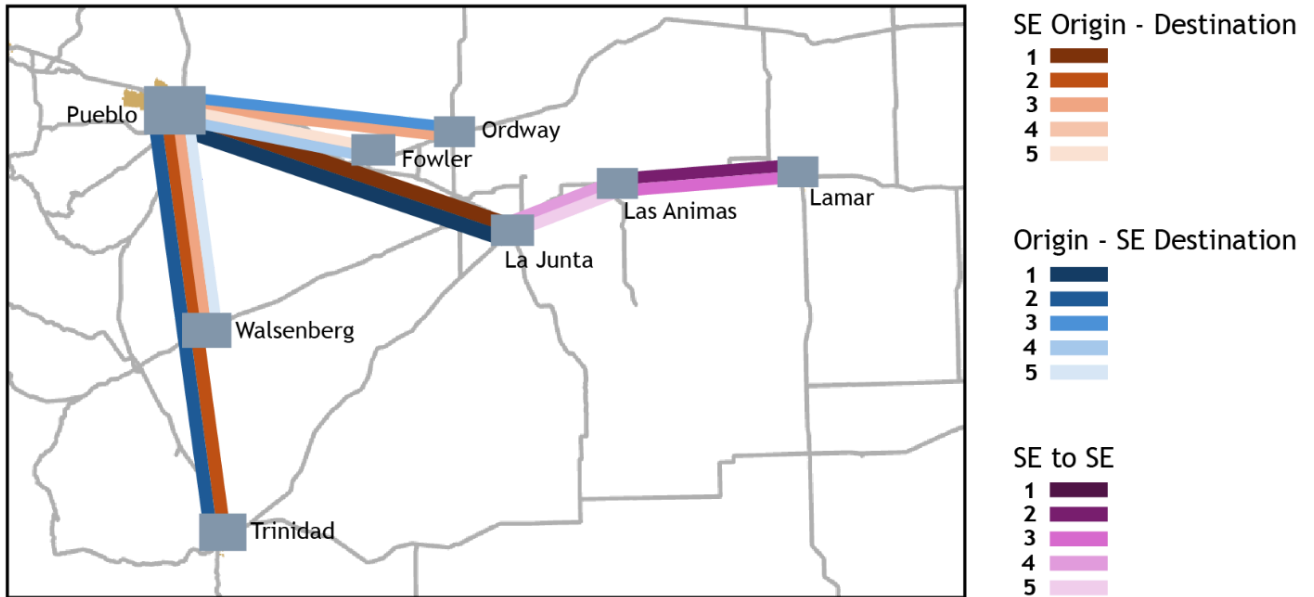 Pueblo
Ordway
Fowler
Las Animas
Lamar
La Junta
Walsenberg
Trinidad
SE Origin - Destination
1
2
3
4
5
Origin - SE Destination
1
2
3
4
5
SE to SE
1
2
3
4
5